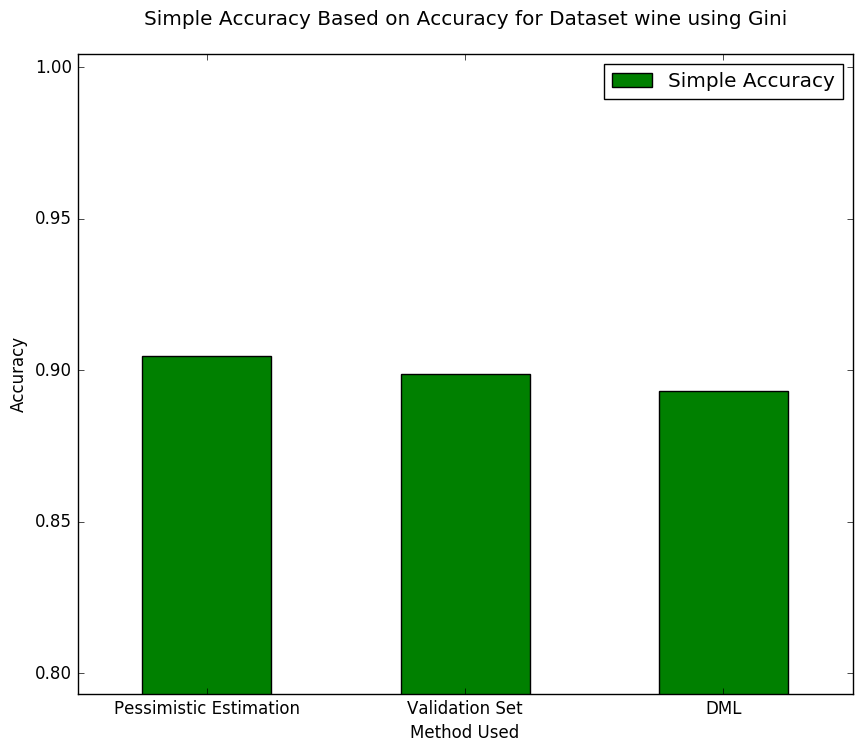 Simple Accuracy Based on Accuracy for Dataset wine using Gini
Simple Accuracy
1.00
0.95
0.90
0.85
0.80
Accuracy
Pessimistic Estimation
Validation Set
DML
Method Used